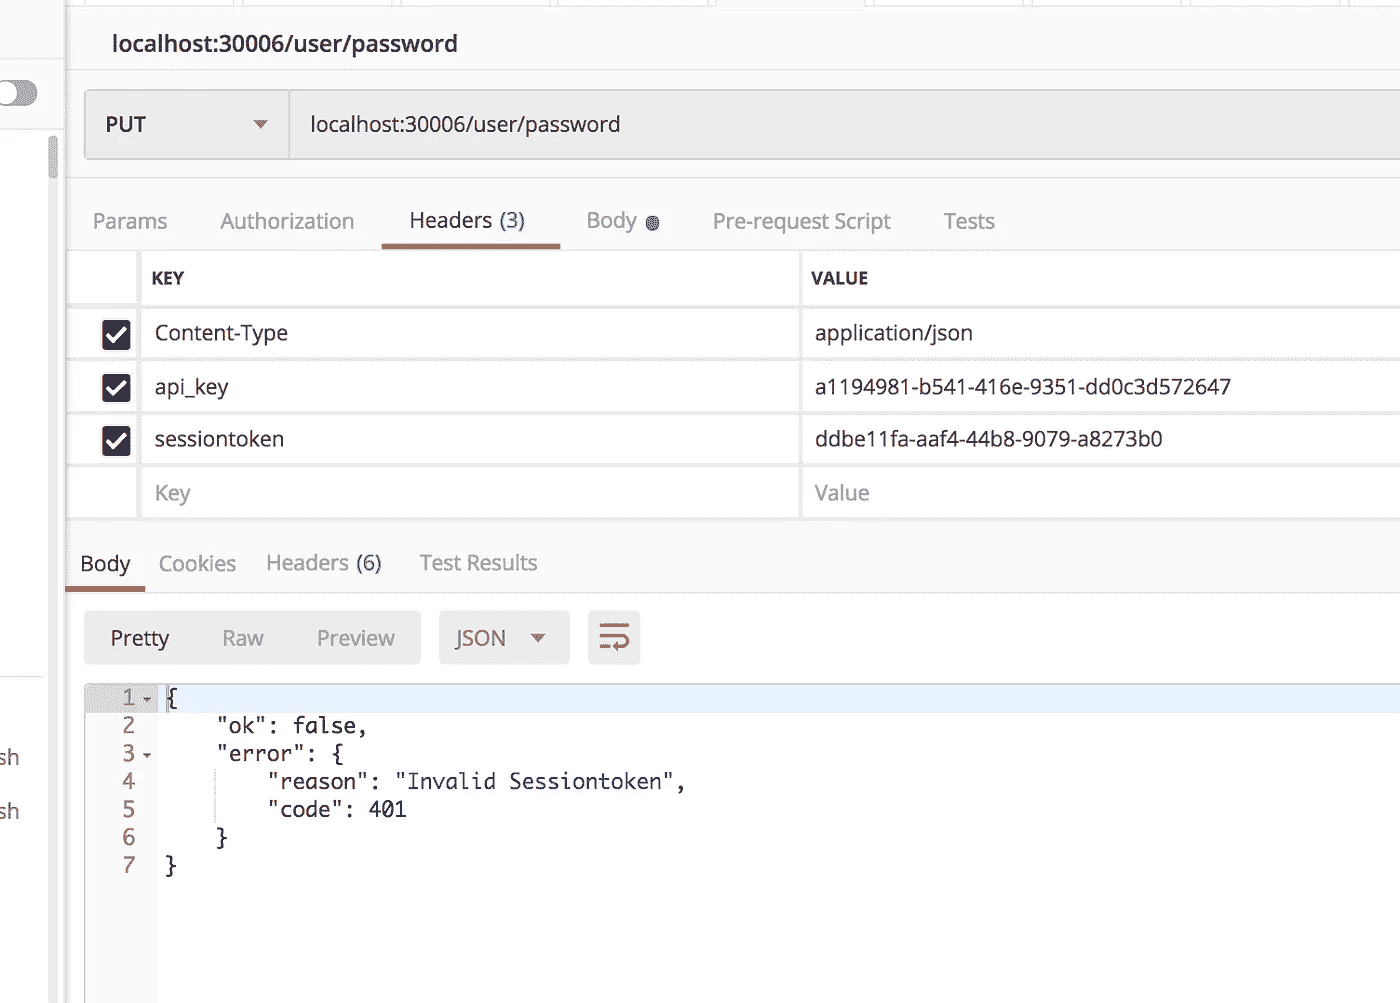 localhost:30006/user/password
PUT localhost:30006/user/password
Params Authorization Headers (3) Body Pre-request Script Tests
KEY VALUE
Content-Type application/json
api_key a1194981-b541-416e-9351-dd0c3d572647
sessiontoken ddbe11fa-aaf4-44b8-9079-a8273b0
Key Value
Body Cookies Headers (6) Test Results
Pretty Raw Preview JSON
1 {
2 "ok": false,
3 "error": {
sh
4 "reason": "Invalid Sessiontoken",
5 "code": 401
sh
6 }
7 }